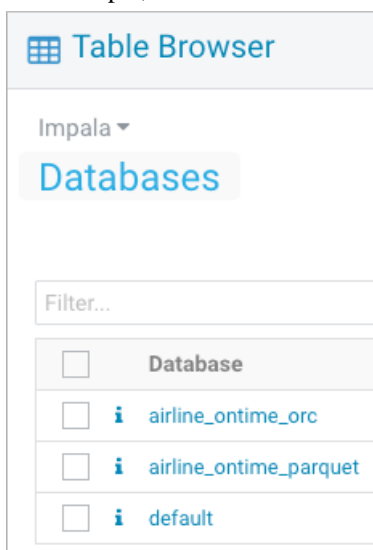 Table Browser
Impala
Databases
Filter...
Database
airline_ontime_orc
airline_ontime_parquet
default